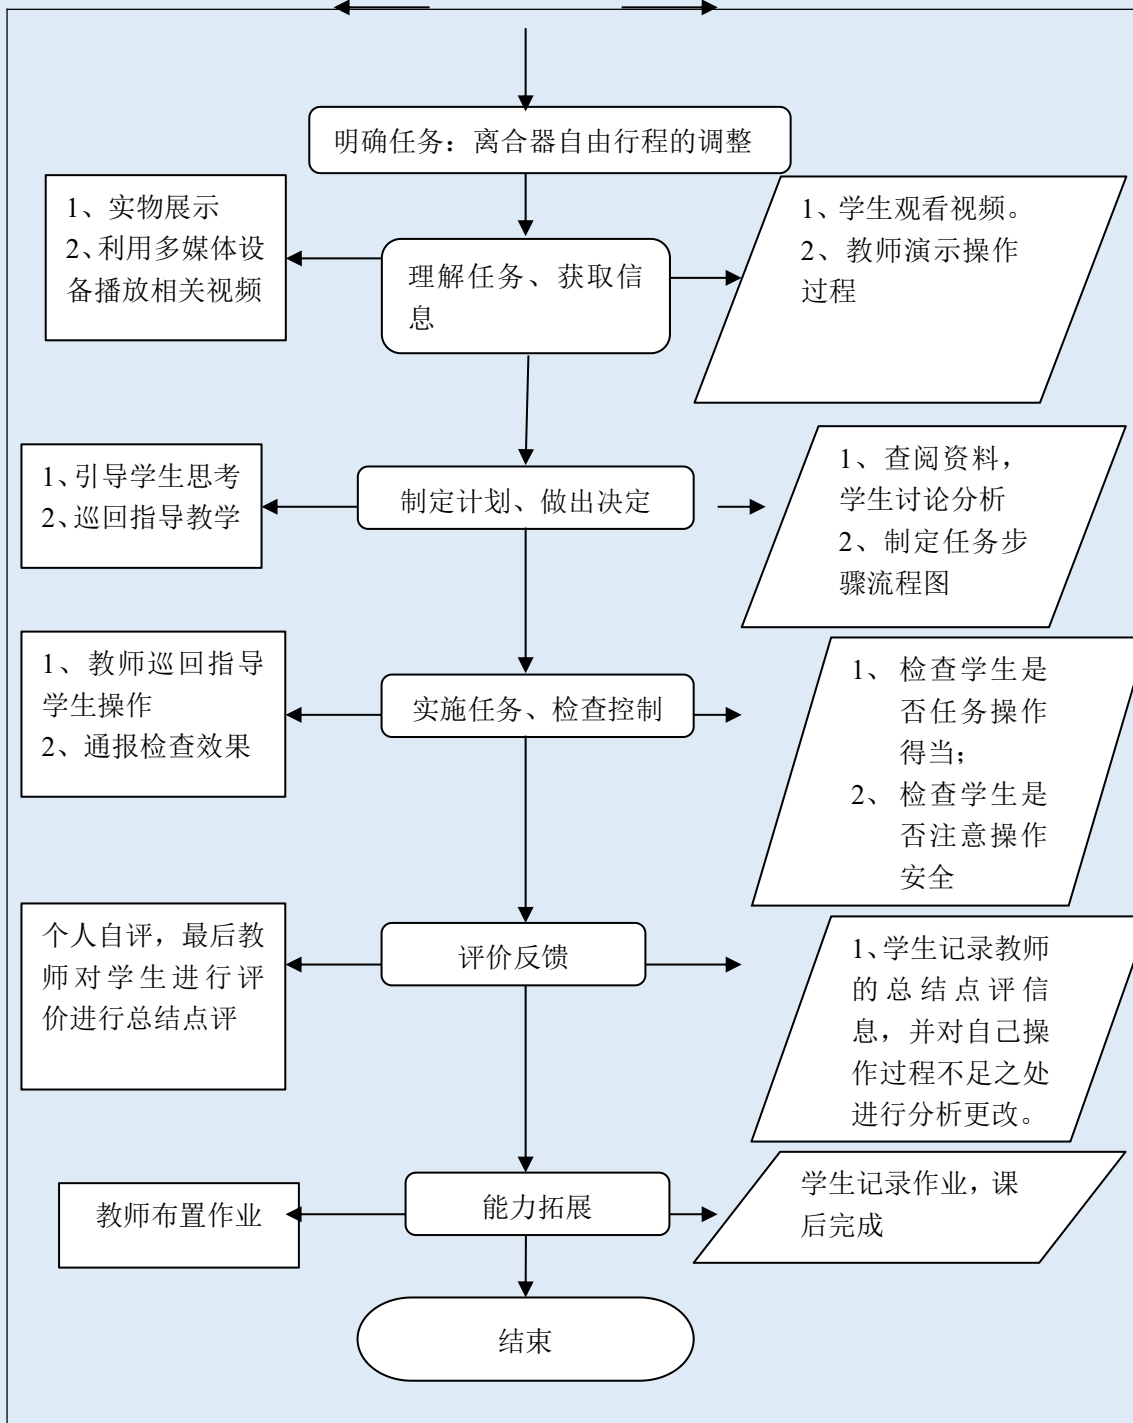 明确任务：离合器自由行程的调整
1、实物展示
2、利用多媒体设
备播放相关视频
理解任务、获取信
息
1、学生观看视频。
2、教师演示操作
过程
1、引导学生思考
2、巡回指导教学
制定计划、做出决定
1、查阅资料，
学生讨论分析
2、制定任务步
骤流程图
1、教师巡回指导
学生操作
2、通报检查效果
实施任务、检查控制
1、检查学生是
否任务操作
得当；
2、检查学生是
否注意操作
安全
个人自评，最后教
师对学生进行评
价进行总结点评
评价反馈
1、学生记录教师
的总结点评信
息，并对自己操
作过程不足之处
进行分析更改。
教师布置作业
能力拓展
学生记录作业，课
后完成
结束